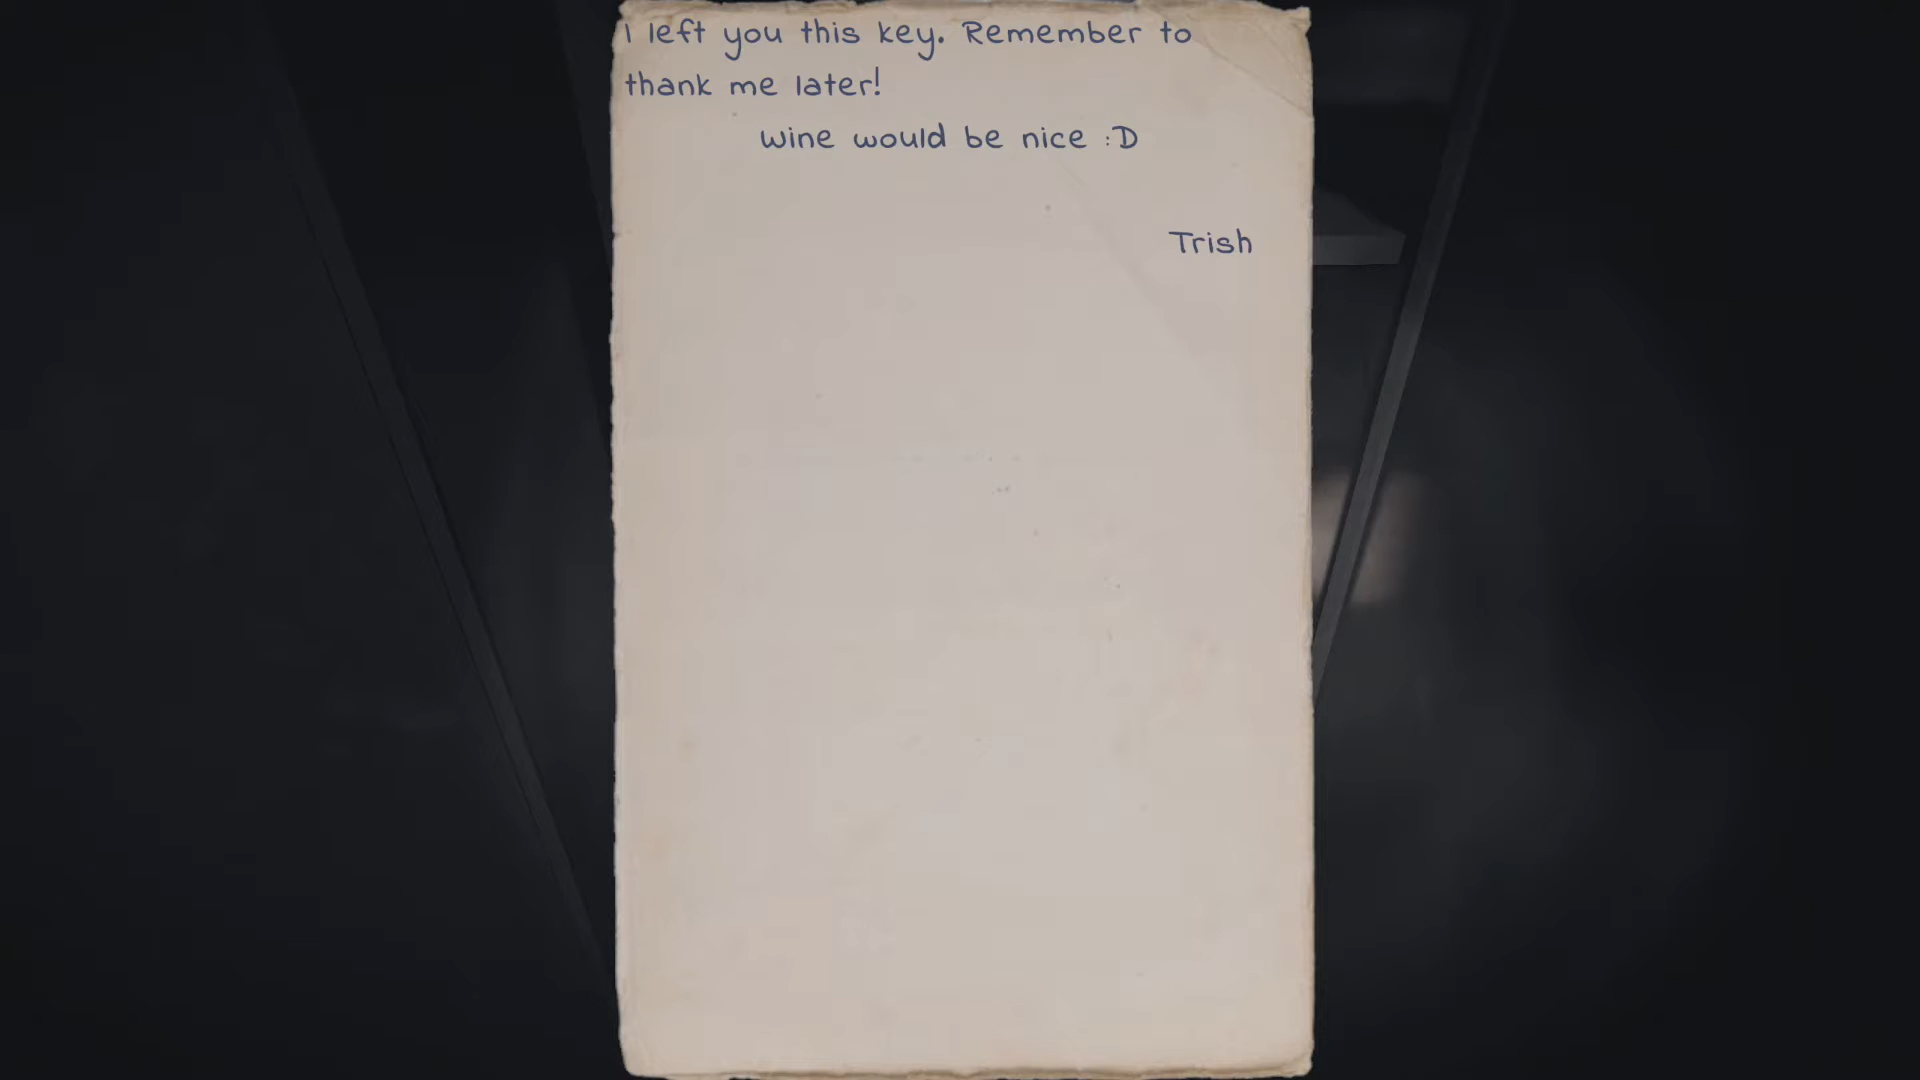 I left you this key. Remember to
thank me later!
Wine would be nice :D
Trish